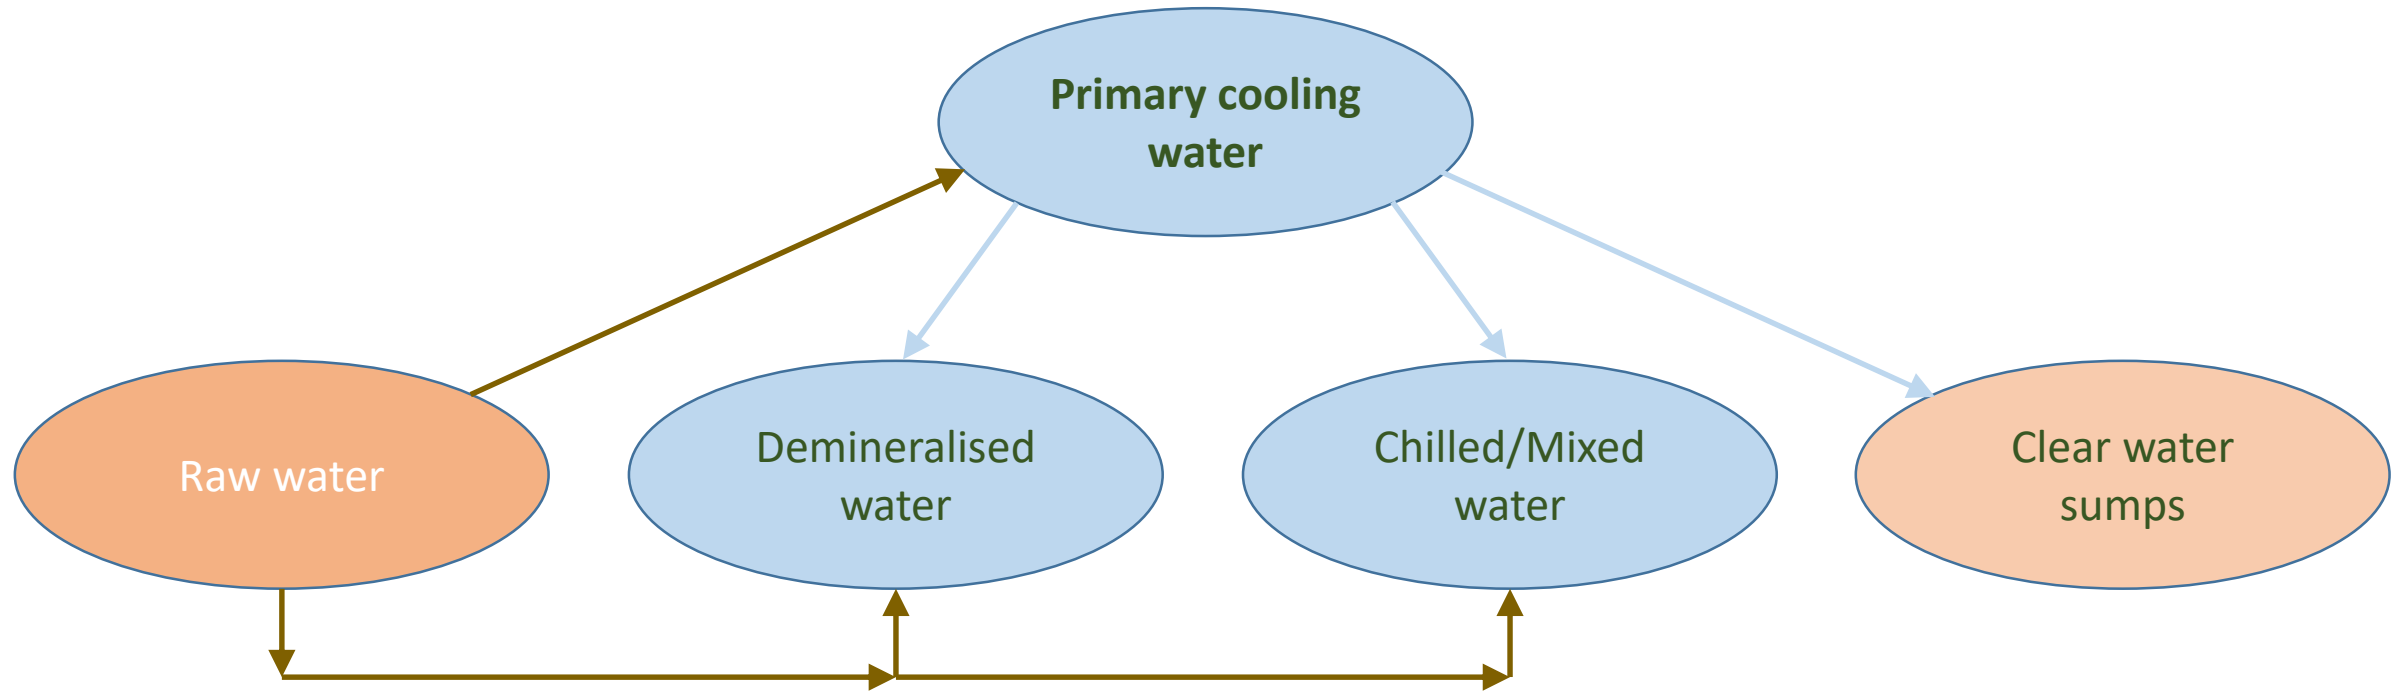 Primary cooling
water
Raw water
Demineralised
water
Chilled/Mixed
water
Clear water
sumps